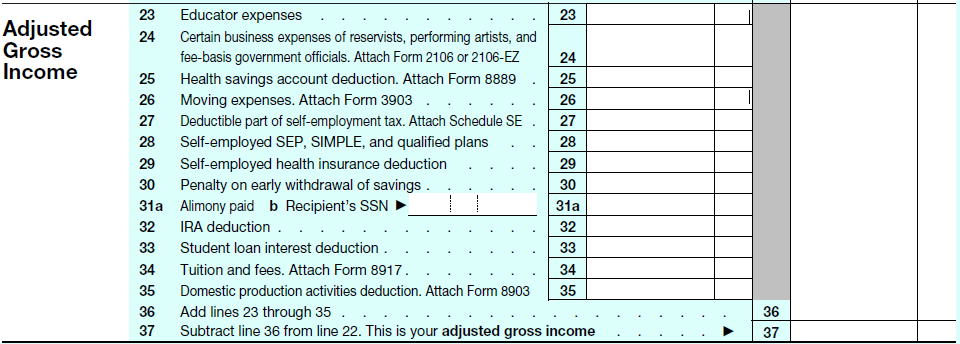 Adjusted
Gross
Income
23 Educator expenses . . . . . . . . . . . 23
24 Certain business expenses of reservists, performing artists, and
fee-basis government officials. Attach Form 2106 or 2106-EZ 24
25 Health savings account deduction. Attach Form 8889 . 25
26 Moving expenses. Attach Form 3903 . . . . . . 26
27 Deductible part of self-employment tax. Attach Schedule SE . 27
28 Self-employed SEP, SIMPLE, and qualified plans . . 28
29 Self-employed health insurance deduction . . . . 29
30 Penalty on early withdrawal of savings . . . . . . 30
31a Alimony paid b Recipient's SSN ▶ 31a
32 IRA deduction . . . . . . . . . . . . . 32
33 Student loan interest deduction . . . . . . . . 33
34 Tuition and fees. Attach Form 8917 . . . . . . . 34
35 Domestic production activities deduction. Attach Form 8903 35
36 Add lines 23 through 35 . . . . . . . . . . . . . . . . . . . 36
37 Subtract line 36 from line 22. This is your adjusted gross income . . . . . ▶ 37